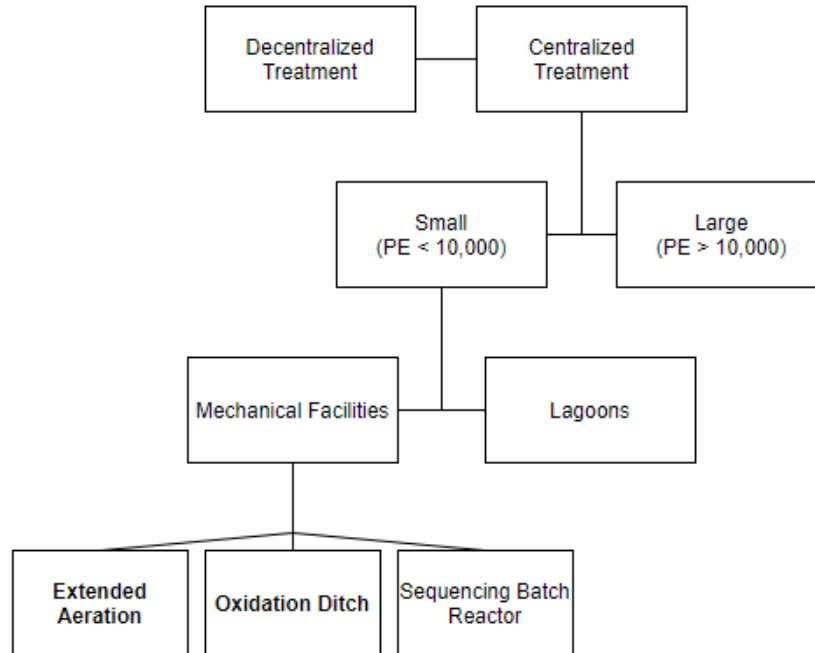 Decentralized
Treatment
Centralized
Treatment
Small
(PE < 10,000)
Large
(PE > 10,000)
Mechanical Facilities
Lagoons
Extended
Aeration
Oxidation Ditch
Sequencing Batch
Reactor